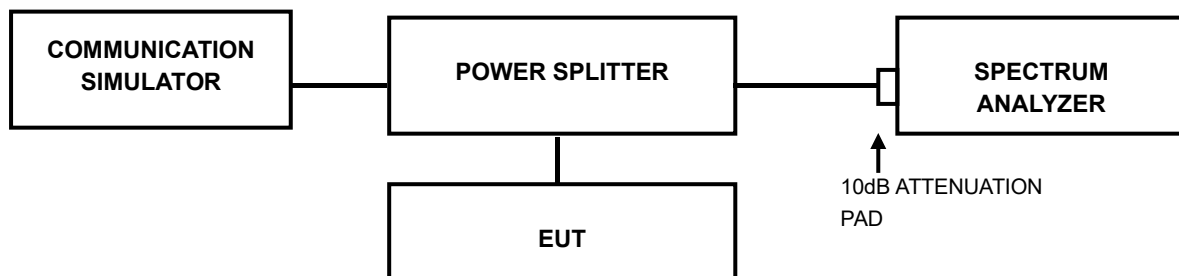 COMMUNICATION
SIMULATOR
POWER SPLITTER
SPECTRUM
ANALYZER
10dB ATTENUATION
PAD
EUT